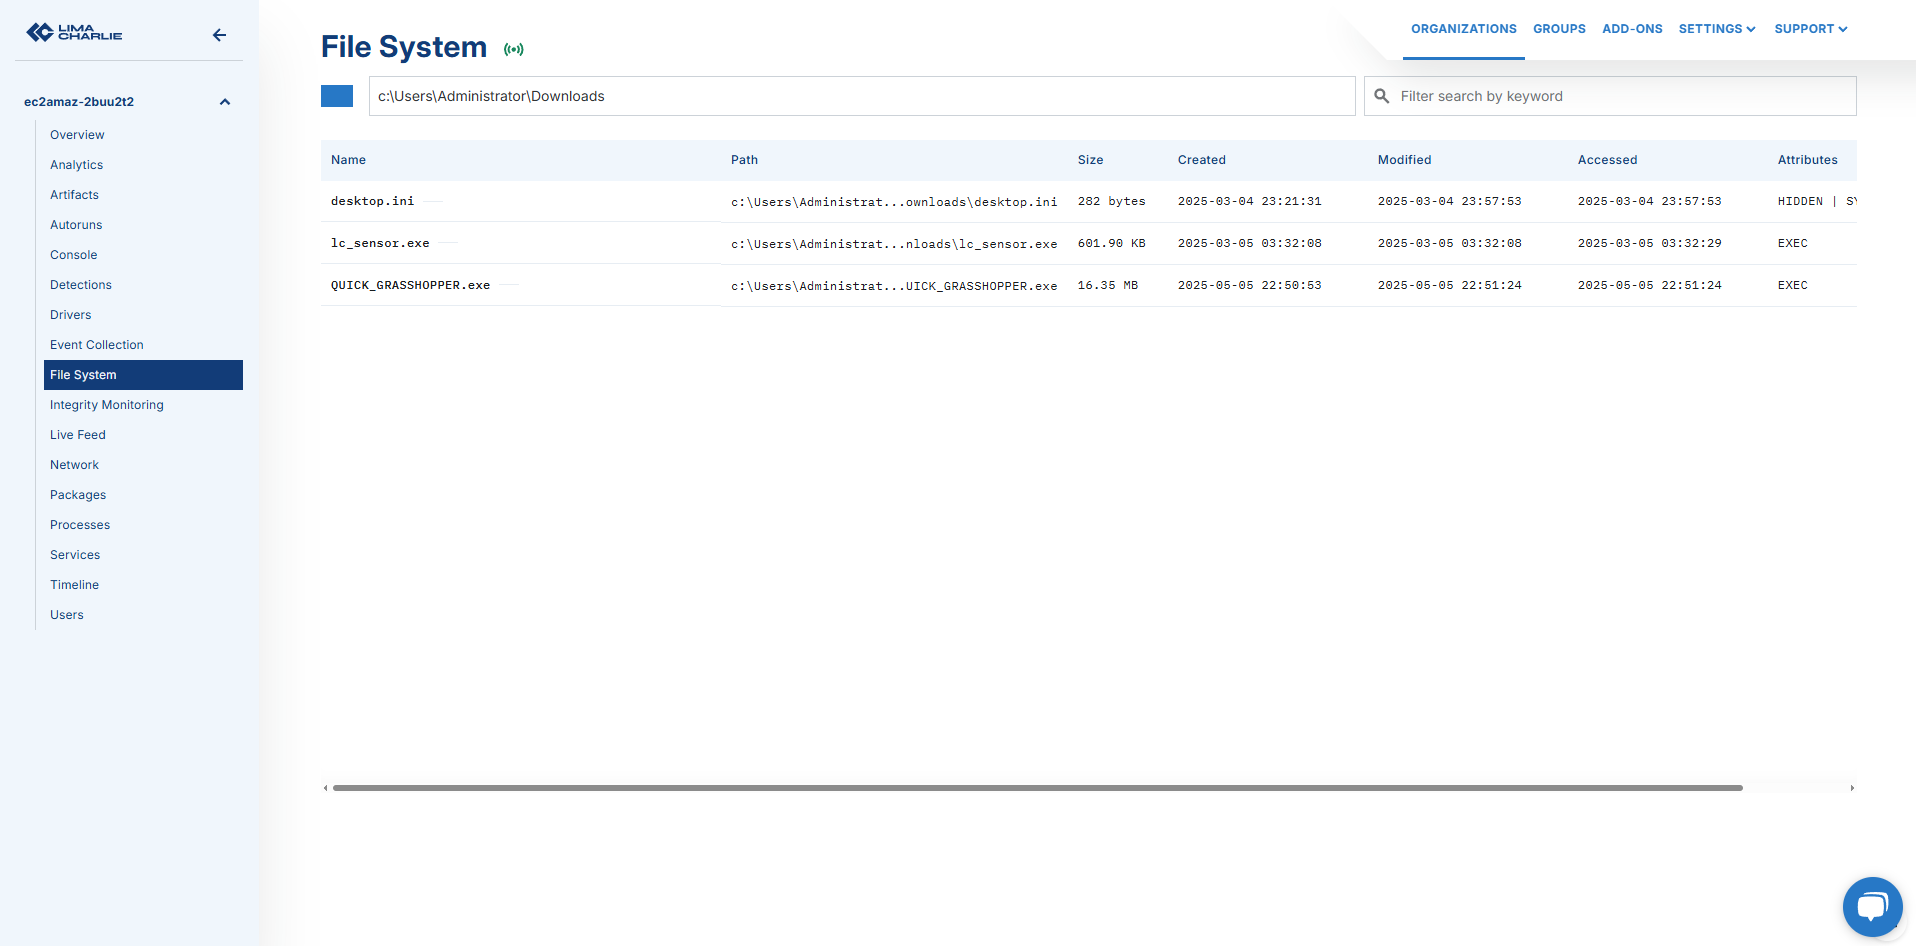 LIMA
CHARLIE
ORGANIZATIONS GROUPS ADD-ONS SETTINGS SUPPORT
ec2amaz-2buu2t2
Overview
Analytics
Artifacts
Autoruns
Console
Detections
Drivers
Event Collection
File System
Integrity Monitoring
Live Feed
Network
Packages
Processes
Services
Timeline
Users
File System
c:\Users\Administrator\Downloads
Filter search by keyword
Name Path Size Created Modified Accessed Attributes
desktop.ini c:\Users\Administrat...ownloads\desktop.ini 282 bytes 2025-03-04 23:21:31 2025-03-04 23:57:53 2025-03-04 23:57:53 HIDDEN | SY
lc_sensor.exe c:\Users\Administrat...nloads\lc_sensor.exe 601.90 KB 2025-03-05 03:32:08 2025-03-05 03:32:08 2025-03-05 03:32:29 EXEC
QUICK_GRASSHOPPER.exe c:\Users\Administrat...UICK_GRASSHOPPER.exe 16.35 MB 2025-05-05 22:50:53 2025-05-05 22:51:24 2025-05-05 22:51:24 EXEC